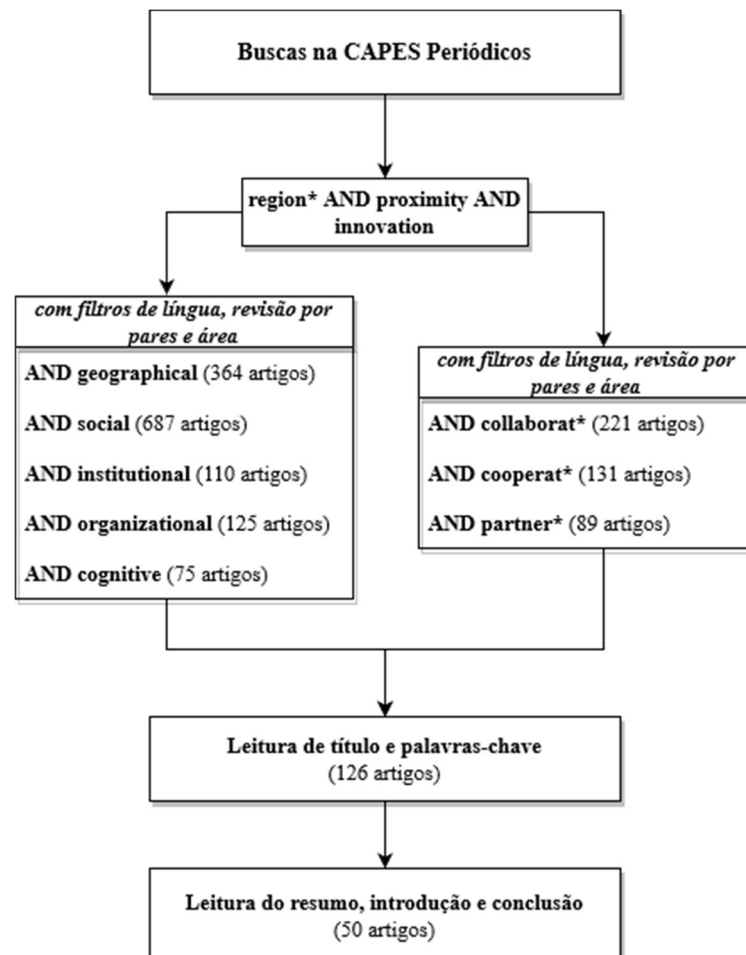 Buscas na CAPES Periódicos
region* AND proximity AND
innovation
com filtros de língua, revisão por
pares e área
AND geographical (364 artigos)
AND social (687 artigos)
AND institutional (110 artigos)
AND organizational (125 artigos)
AND cognitive (75 artigos)
com filtros de língua, revisão por
pares e área
AND collaborat* (221 artigos)
AND cooperat* (131 artigos)
AND partner* (89 artigos)
Leitura de título e palavras-chave
(126 artigos)
Leitura do resumo, introdução e conclusão
(50 artigos)